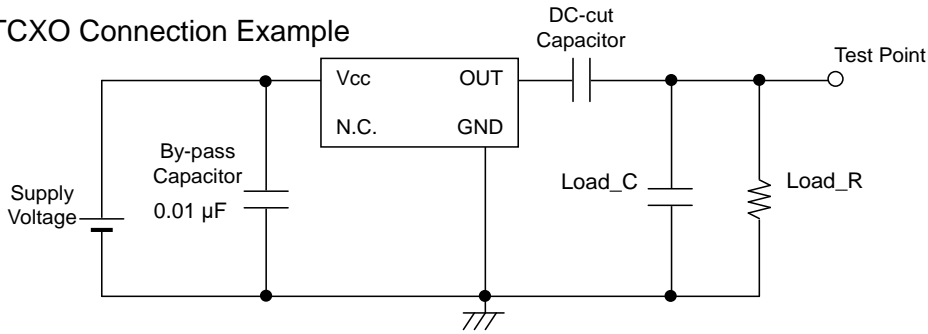 TCXO Connection Example
DC-cut
Capacitor
Test Point
Vcc
OUT
N.C.
GND
By-pass
Capacitor
0.01 µF
Supply
Voltage
Load_C
Load_R